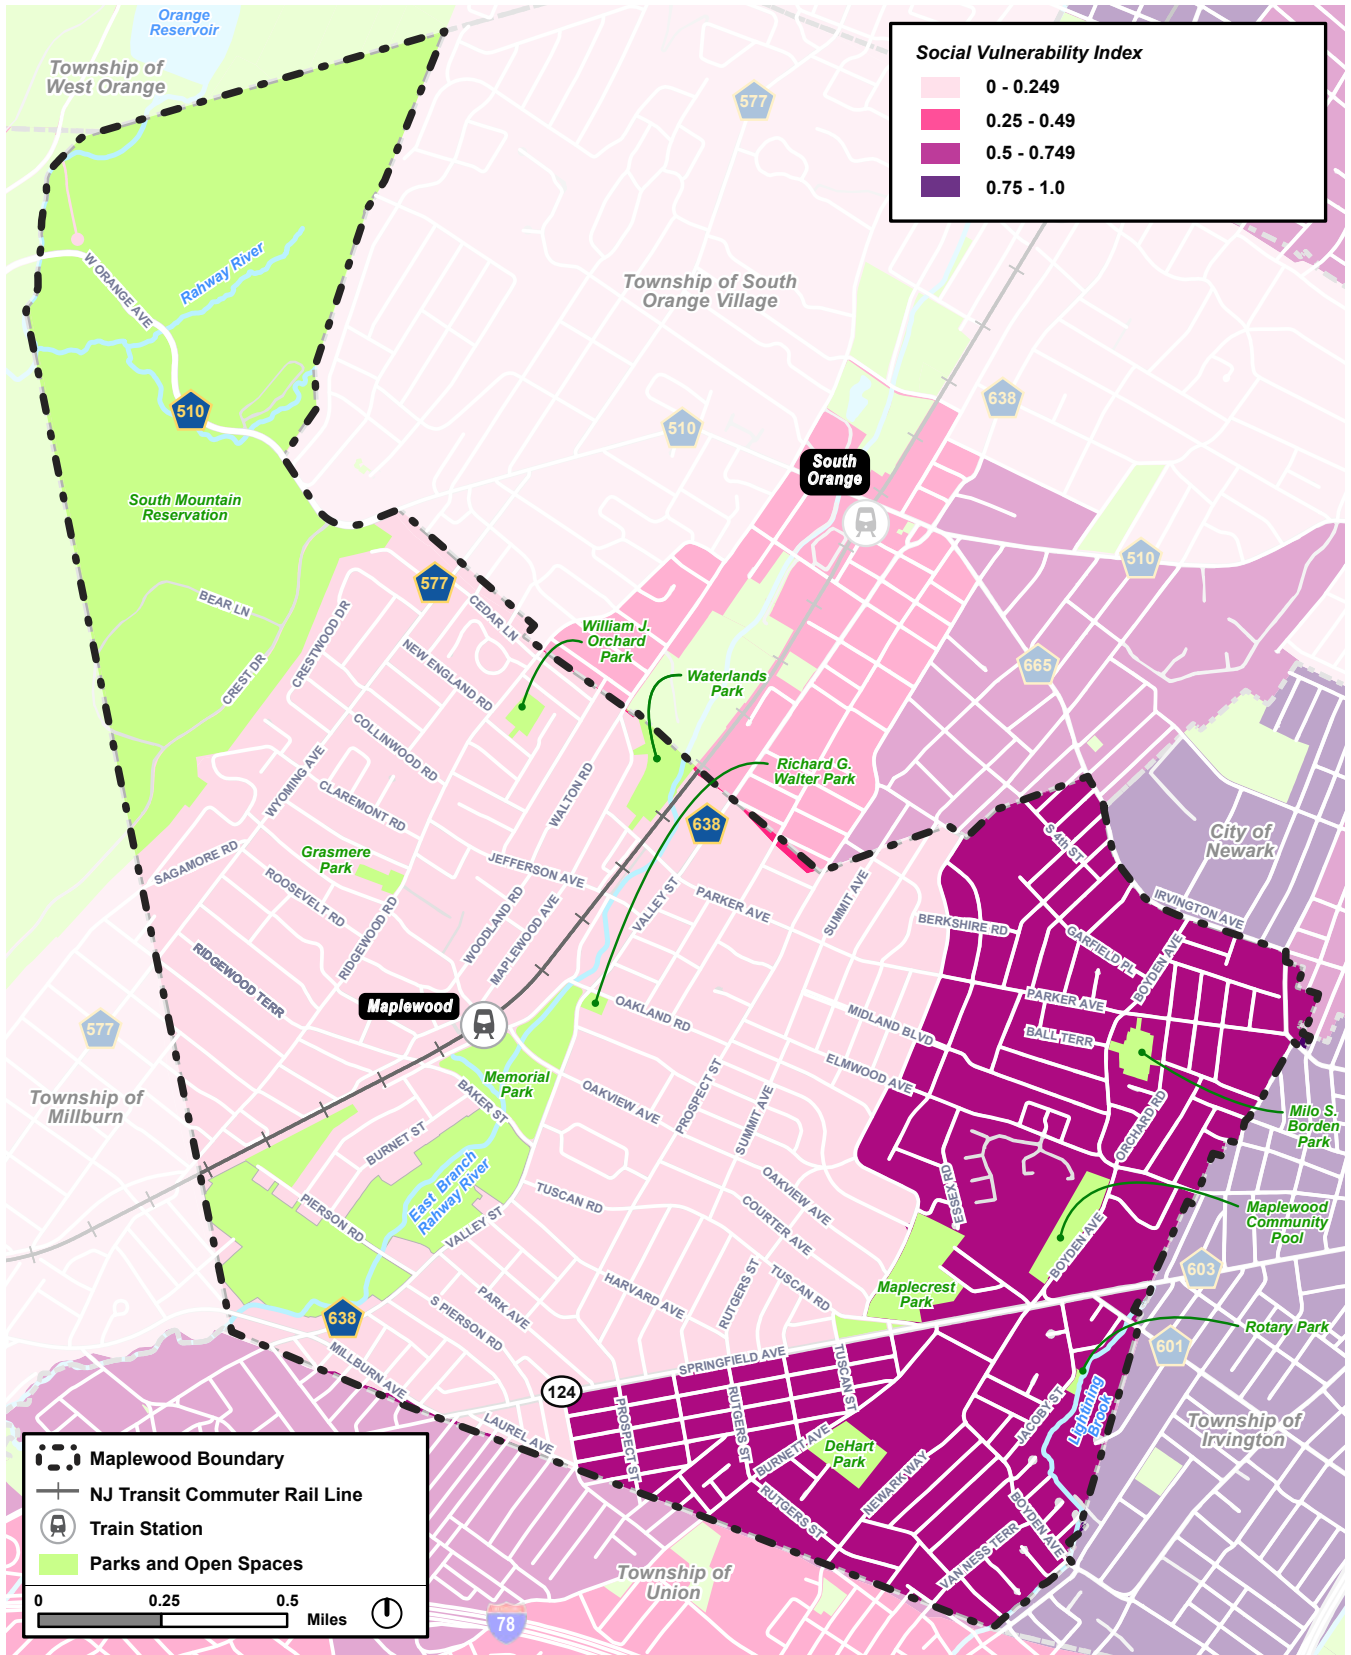 Orange
Reservoir
Township of
West Orange
577
Social Vulnerability Index
0 - 0.249
0.25 - 0.49
0.5 - 0.749
0.75 - 1.0
W ORANGE AVE
Rahway River
Township of South
Orange Village
510
510
638
South
Orange
South Mountain
Reservation
577
510
BEAR LN
CREST DR
CRESTWOOD DR
CEDAR LN
NEW ENGLAND RD
William J.
Orchard
Park
Waterlands
Park
665
COLLINWOOD RD
WYOMING AVE
CLAREMONT RD
WALTON RD
Richard G.
Walter Park
638
City of
Newark
S 4th ST
SAGAMORE RD
Grasmere
Park
ROOSEVELT RD
RIDGEWOOD RD
JEFFERSON AVE
WOODLAND RD
MAPLEWOOD AVE
VALLEY ST
PARKER AVE
SUMMIT AVE
BERKSHIRE RD
IRVINGTON AVE
GARFIELD PL
BOYDEN AVE
RIDGEWOOD TERR
Maplewood
OAKLAND RD
MIDLAND BLVD
PARKER AVE
BALL TERR
577
Township of
Millburn
Memorial
Park
BAKER ST
OAKVIEW AVE
PROSPECT ST
SUMMIT AVE
ELMWOOD AVE
ORCHARD RD
Milo S.
Borden
Park
BURNET ST
PIERSON RD
East Branch
Rahway River
VALLEY ST
TUSCAN RD
OAKVIEW AVE
COURTER AVE
ESSEX RD
BOYDEN AVE
Maplewood
Community
Pool
603
HARVARD AVE
RUTGERS ST
TUSCAN RD
Maplecrest
Park
638
PARK AVE
S PIERSON RD
MILLBURN AVE
SPRINGFIELD AVE
TUSCAN ST
Rotary Park
601
124
LAUREL AVE
PROSPECT ST
RUTGERS ST
BURNETT AVE
DeHart
Park
JACOBY ST
Lightning
Brook
Township of
Irvington
NEWARK WAY
RUTGERS ST
BOYDEN AVE
VAN NESS TERR
Township of
Union
78
Maplewood Boundary
NJ Transit Commuter Rail Line
Train Station
Parks and Open Spaces
0 0.25 0.5
Miles